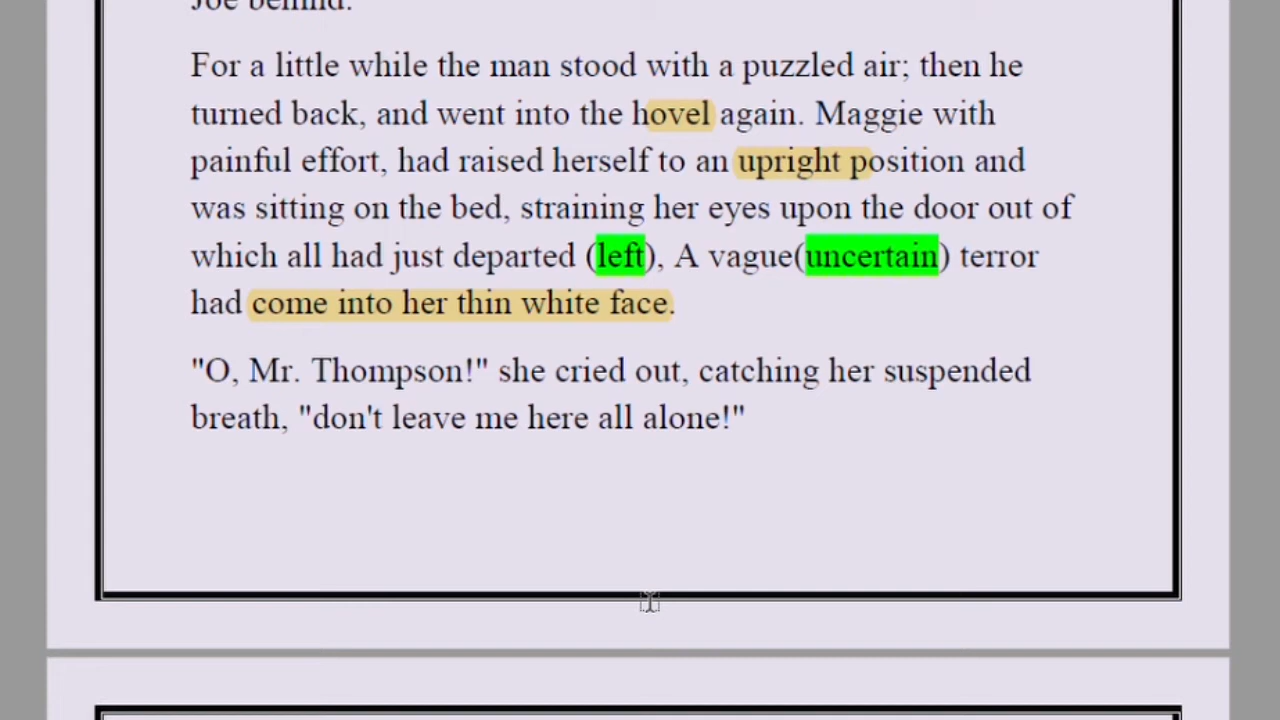 Joe behind.
For a little while the man stood with a puzzled air; then he
turned back, and went into the hovel again. Maggie with
painful effort, had raised herself to an upright position and
was sitting on the bed, straining her eyes upon the door out of
which all had just departed (left), A vague(uncertain) terror
had come into her thin white face.
"O, Mr. Thompson!" she cried out, catching her suspended
breath, "don't leave me here all alone!"